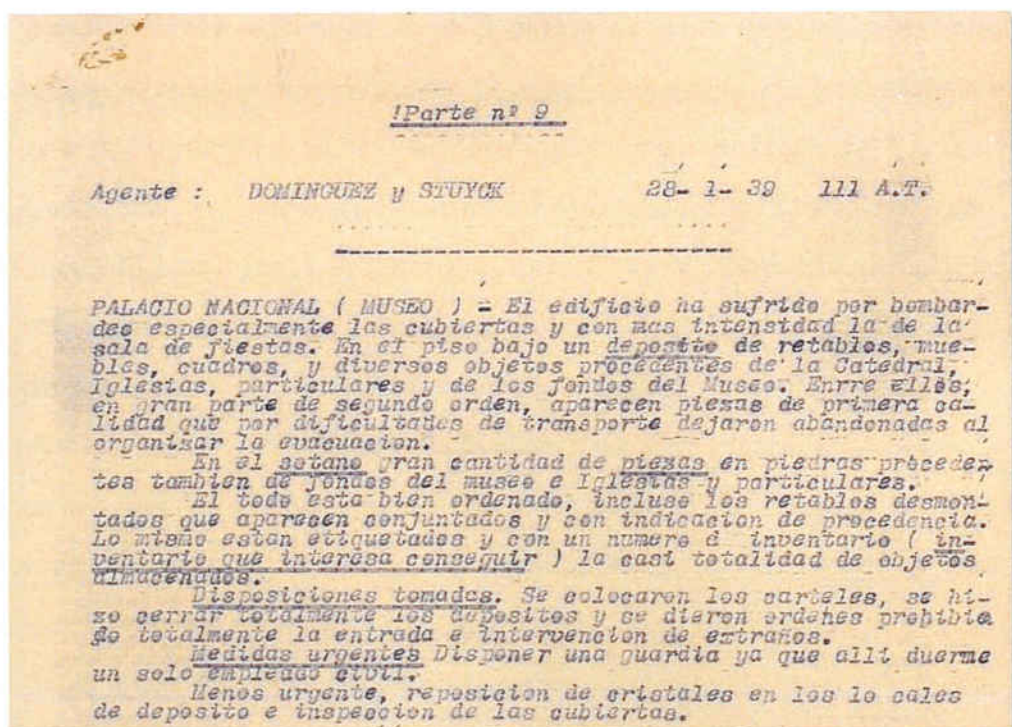 !Parte nº 9
Agente : DOMINGUEZ y STUYCK 28- 1- 39 111 A.T.
PALACIO NACIONAL ( MUSEO ) = El edificio ha sufrido por bombar-
deo especialmente las cubiertas y con mas intensidad la de la
sala de fiestas. En el piso bajo un deposito de retablos, mue-
bles, cuadros, y diversos objetos procedentes de la Catedral,
Iglesias, particulares y de los fondos del Museo. Enrre ellos,
en gran parte de segundo orden, aparecen piezas de primera ca-
lidad que por dificultades de transporte dejaron abandonadas al
organizar la evacuacion.
En el sotano gran cantidad de piezas en piedras proceden
tes tambien de fondos del museo e Iglesias y particulares.
El todo esta bien ordenado, incluso los retablos desmon-
tados que aparecen conjuntados y con indicacion de procedencia.
Lo mismo estan etiquetados y con un numero d inventario ( in-
ventario que interesa conseguir ) la casi totalidad de objetos
almacenados.
Disposiciones tomadas. Se colocaron los carteles, se hi-
zo cerrar totalmente los depositos y se dieron ordenes prohibien
do totalmente la entrada e intervencion de extraños.
Medidas urgentes Disponer una guardia ya que alli duerme
un solo empleado civil.
Menos urgente, reposicion de cristales en los lo cales
de deposito e inspeccion de las cubiertas.